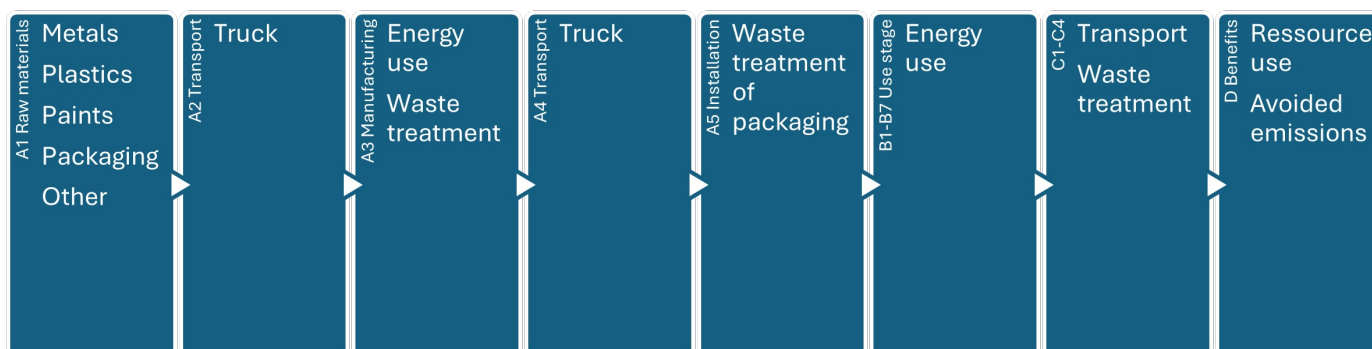 A1 Raw materials
Metals
Plastics
Paints
Packaging
Other
A2 Transport
Truck
A3 Manufacturing
Energy
use
Waste
treatment
A4 Transport
Truck
A5 Installation
Waste
treatment
of
packaging
B1-B7 Use stage
Energy
use
C1-C4
Transport
Waste
treatment
D Benefits
Ressource
use
Avoided
emissions